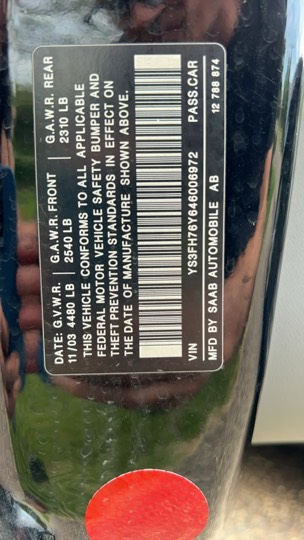 DATE: G.V.W.R. G.A.W.R. FRONT G.A.W.R. REAR
11/03 4480 LB 2540 LB 2310 LB
THIS VEHICLE CONFORMS TO ALL APPLICABLE
FEDERAL MOTOR VEHICLE SAFETY BUMPER AND
THEFT PREVENTION STANDARDS IN EFFECT ON
THE DATE OF MANUFACTURE SHOWN ABOVE.
VIN YS3FH76Y646006972 PASS.CAR
MFD BY SAAB AUTOMOBILE AB 12 788 874